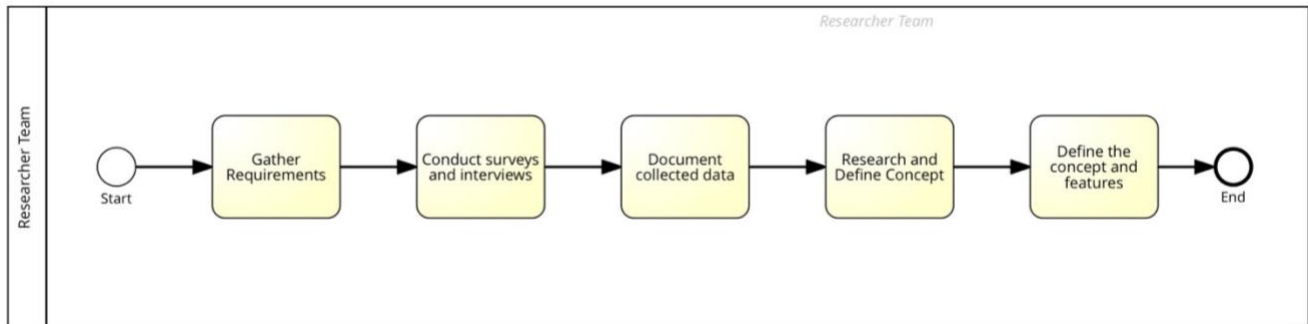 Researcher Team
Researcher Team
Start
Gather
Requirements
Conduct surveys
and interviews
Document
collected data
Research and
Define Concept
Define the
concept and
features
End